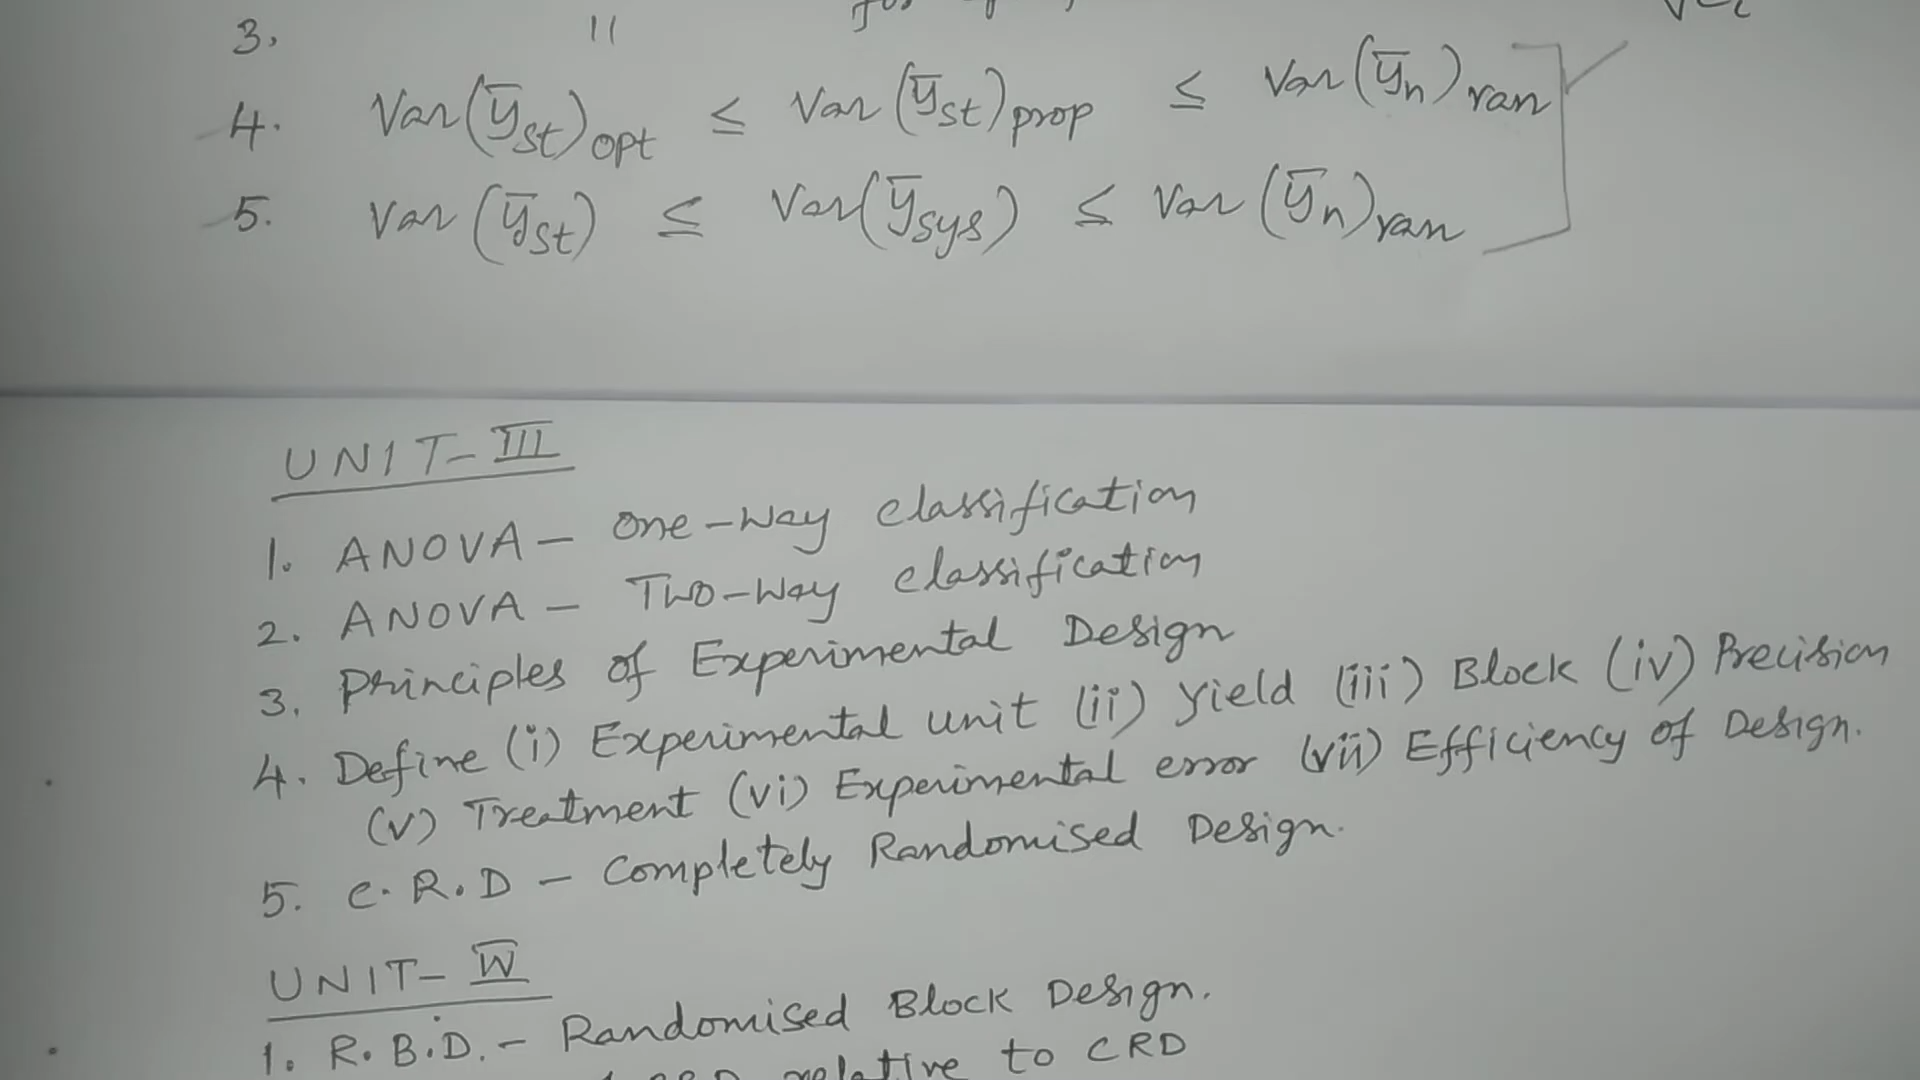 3. "
4. Var(ȳst)opt ≤ Var(ȳst)prop ≤ Var(ȳn)ran
5. Var(ȳst) ≤ Var(ȳsys) ≤ Var(ȳn)ran
UNIT-III
1. ANOVA - One-Way classification
2. ANOVA - Two-Way classification
3. Principles of Experimental Design
4. Define (i) Experimental unit (ii) Yield (iii) Block (iv) Precision
(v) Treatment (vi) Experimental error (vii) Efficiency of Design.
5. C.R.D - Completely Randomised Design.
UNIT-IV
1. R.B.D. - Randomised Block Design.
relative to CRD